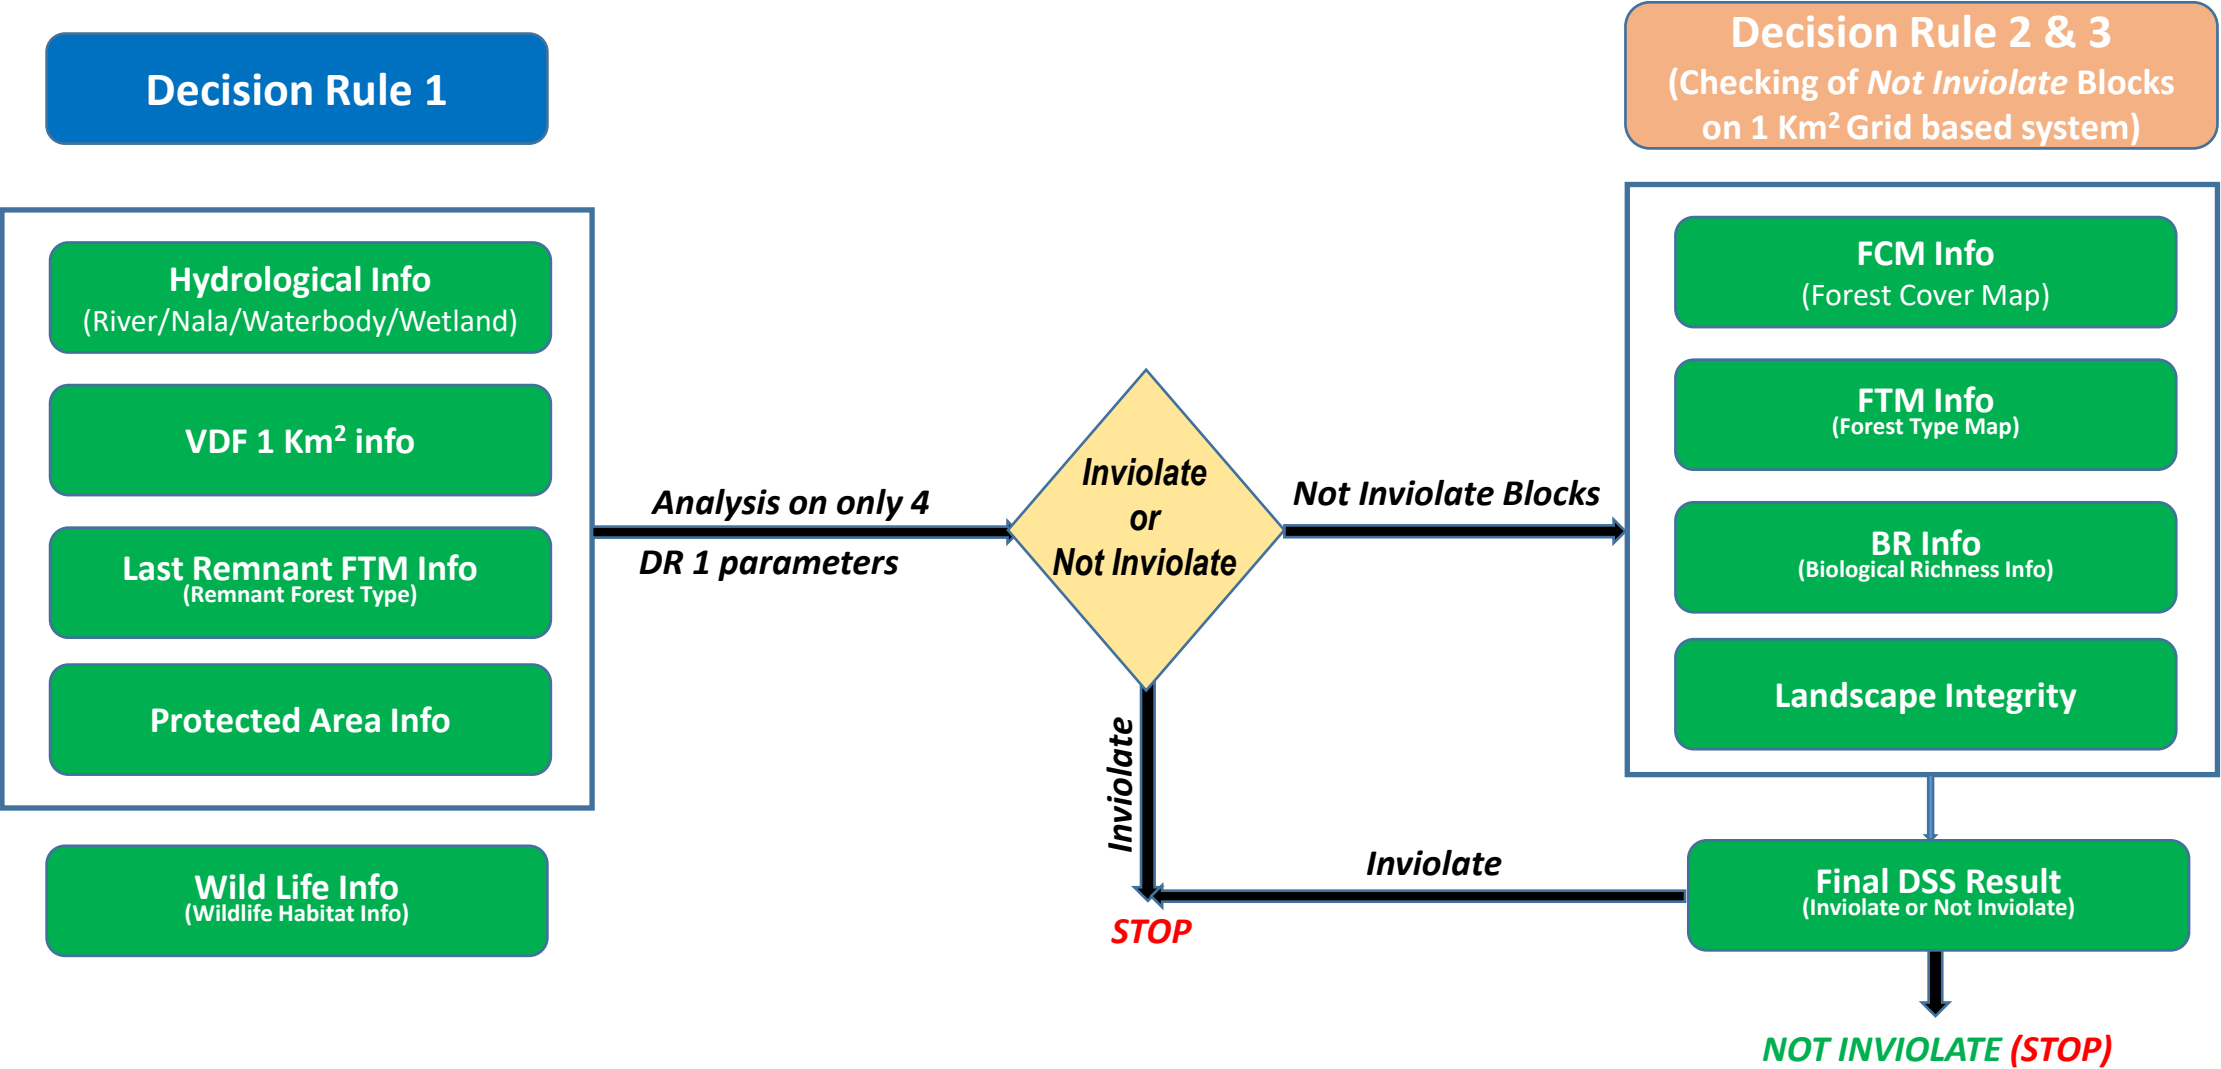 Decision Rule 1
Hydrological Info
(River/Nala/Waterbody/Wetland)
VDF 1 Km² info
Last Remnant FTM Info
(Remnant Forest Type)
Protected Area Info
Wild Life Info
(Wildlife Habitat Info)
Analysis on only 4
DR 1 parameters
Inviolate
or
Not Inviolate
Not Inviolate Blocks
Inviolate
STOP
Inviolate
Decision Rule 2 & 3
(Checking of Not Inviolate Blocks
on 1 Km² Grid based system)
FCM Info
(Forest Cover Map)
FTM Info
(Forest Type Map)
BR Info
(Biological Richness Info)
Landscape Integrity
Final DSS Result
(Inviolate or Not Inviolate)
NOT INVIOLATE (STOP)